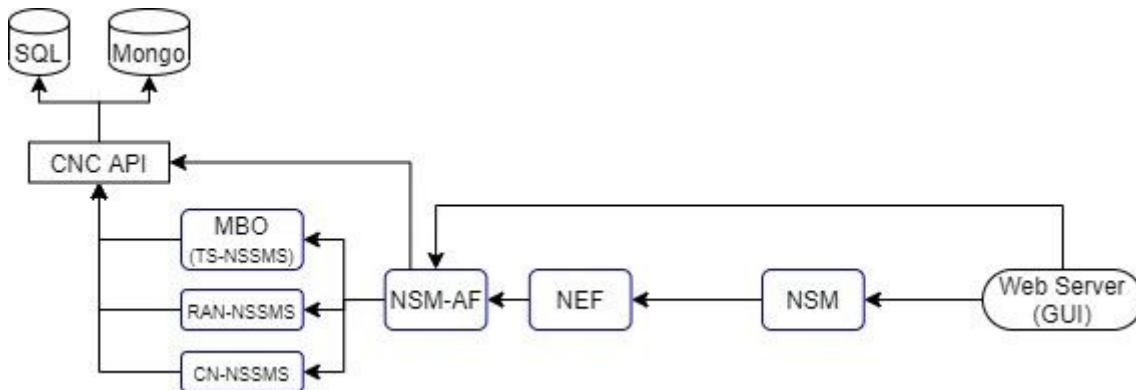 SQL
Mongo
CNC API
MBO
(TS-NSSMS)
RAN-NSSMS
CN-NSSMS
NSM-AF
NEF
NSM
Web Server
(GUI)